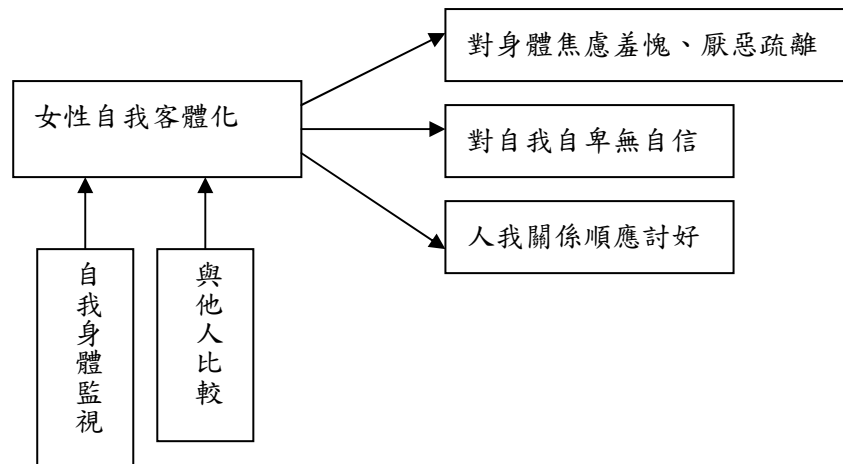 對身體焦慮羞愧、厭惡疏離
女性自我客體化
對自我自卑無自信
人我關係順應討好
自我身體監視
與他人比較